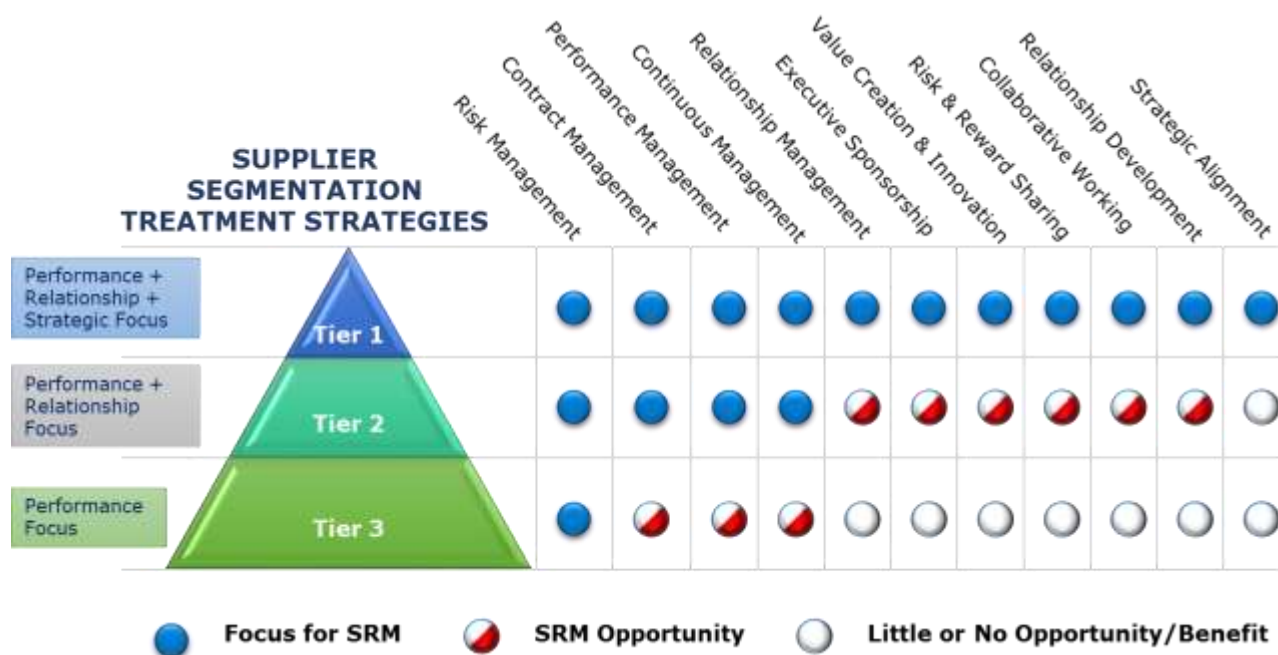 SUPPLIER
SEGMENTATION
TREATMENT STRATEGIES
Risk Management
Contract Management
Performance Management
Continuous Management
Relationship Management
Executive Sponsorship
Value Creation & Innovation
Risk & Reward Sharing
Collaborative Working
Relationship Development
Strategic Alignment
Performance +
Relationship +
Strategic Focus
Tier 1
Performance +
Relationship
Focus
Tier 2
Performance
Focus
Tier 3
Focus for SRM
SRM Opportunity
Little or No Opportunity/Benefit